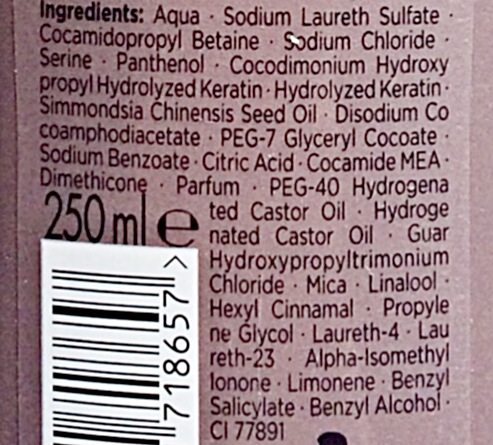 Ingredients: Aqua · Sodium Laureth Sulfate ·
Cocamidopropyl Betaine · Sodium Chloride ·
Serine · Panthenol · Cocodimonium Hydroxy
propyl Hydrolyzed Keratin · Hydrolyzed Keratin ·
Simmondsia Chinensis Seed Oil · Disodium Co
coamphodiacetate · PEG-7 Glyceryl Cocoate ·
Sodium Benzoate · Citric Acid · Cocamide MEA ·
Dimethicone · Parfum · PEG-40 Hydrogena
250 ml e
ted Castor Oil · Hydroge
nated Castor Oil · Guar
Hydroxypropyltrimonium
Chloride · Mica · Linalool ·
Hexyl Cinnamal · Propyle
ne Glycol · Laureth-4 · Lau
reth-23 · Alpha-Isomethyl
Ionone · Limonene · Benzyl
Salicylate · Benzyl Alcohol ·
CI 77891
718657 >